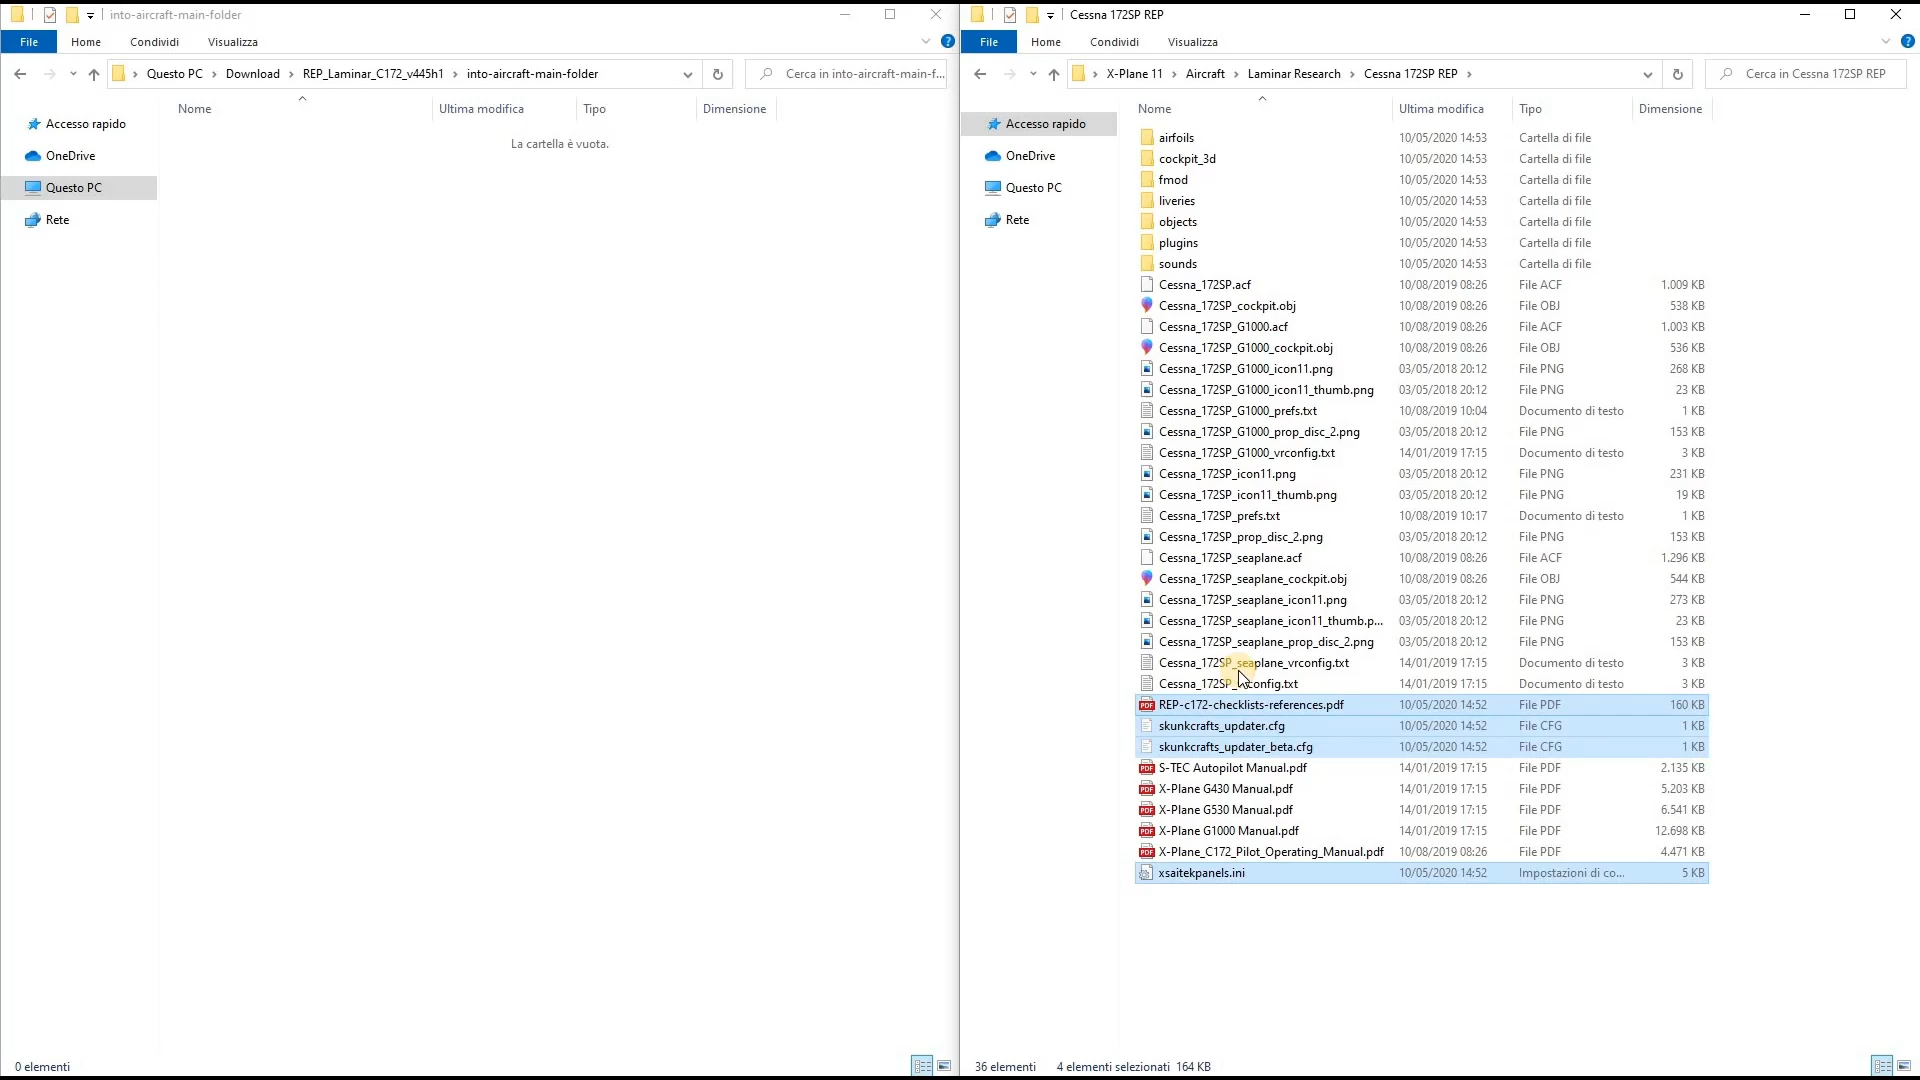 into-aircraft-main-folder
File Home Condividi Visualizza
Questo PC Download REP_Laminar_C172_v445h1 into-aircraft-main-folder Cerca in into-aircraft-main-f...
Nome Ultima modifica Tipo Dimensione
Accesso rapido
La cartella è vuota.
OneDrive
Questo PC
Rete
0 elementi
Cessna 172SP REP
File Home Condividi Visualizza
X-Plane 11 Aircraft Laminar Research Cessna 172SP REP Cerca in Cessna 172SP REP
Nome Ultima modifica Tipo Dimensione
Accesso rapido
OneDrive
Questo PC
Rete
airfoils 10/05/2020 14:53 Cartella di file
cockpit_3d 10/05/2020 14:53 Cartella di file
fmod 10/05/2020 14:53 Cartella di file
liveries 10/05/2020 14:53 Cartella di file
objects 10/05/2020 14:53 Cartella di file
plugins 10/05/2020 14:53 Cartella di file
sounds 10/05/2020 14:53 Cartella di file
Cessna_172SP.acf 10/08/2019 08:26 File ACF 1.009 KB
Cessna_172SP_cockpit.obj 10/08/2019 08:26 File OBJ 538 KB
Cessna_172SP_G1000.acf 10/08/2019 08:26 File ACF 1.003 KB
Cessna_172SP_G1000_cockpit.obj 10/08/2019 08:26 File OBJ 536 KB
Cessna_172SP_G1000_icon11.png 03/05/2018 20:12 File PNG 268 KB
Cessna_172SP_G1000_icon11_thumb.png 03/05/2018 20:12 File PNG 23 KB
Cessna_172SP_G1000_prefs.txt 10/08/2019 10:04 Documento di testo 1 KB
Cessna_172SP_G1000_prop_disc_2.png 03/05/2018 20:12 File PNG 153 KB
Cessna_172SP_G1000_vrconfig.txt 14/01/2019 17:15 Documento di testo 3 KB
Cessna_172SP_icon11.png 03/05/2018 20:12 File PNG 231 KB
Cessna_172SP_icon11_thumb.png 03/05/2018 20:12 File PNG 19 KB
Cessna_172SP_prefs.txt 10/08/2019 10:17 Documento di testo 1 KB
Cessna_172SP_prop_disc_2.png 03/05/2018 20:12 File PNG 153 KB
Cessna_172SP_seaplane.acf 10/08/2019 08:26 File ACF 1.296 KB
Cessna_172SP_seaplane_cockpit.obj 10/08/2019 08:26 File OBJ 544 KB
Cessna_172SP_seaplane_icon11.png 03/05/2018 20:12 File PNG 273 KB
Cessna_172SP_seaplane_icon11_thumb.p... 03/05/2018 20:12 File PNG 23 KB
Cessna_172SP_seaplane_prop_disc_2.png 03/05/2018 20:12 File PNG 153 KB
Cessna_172SP_seaplane_vrconfig.txt 14/01/2019 17:15 Documento di testo 3 KB
Cessna_172SP_vrconfig.txt 14/01/2019 17:15 Documento di testo 3 KB
REP-c172-checklists-references.pdf 10/05/2020 14:52 File PDF 160 KB
skunkcrafts_updater.cfg 10/05/2020 14:52 File CFG 1 KB
skunkcrafts_updater_beta.cfg 10/05/2020 14:52 File CFG 1 KB
S-TEC Autopilot Manual.pdf 14/01/2019 17:15 File PDF 2.135 KB
X-Plane G430 Manual.pdf 14/01/2019 17:15 File PDF 5.203 KB
X-Plane G530 Manual.pdf 14/01/2019 17:15 File PDF 6.541 KB
X-Plane G1000 Manual.pdf 14/01/2019 17:15 File PDF 12.698 KB
X-Plane_C172_Pilot_Operating_Manual.pdf 10/08/2019 08:26 File PDF 4.471 KB
xsaitekpanels.ini 10/05/2020 14:52 Impostazioni di co... 5 KB
36 elementi 4 elementi selezionati 164 KB